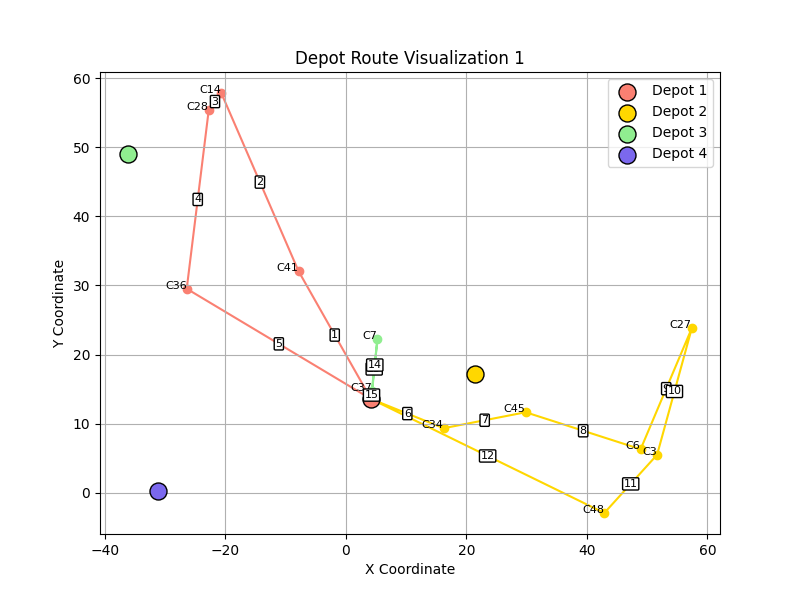 Depot Route Visualization 1
Depot 1
Depot 2
Depot 3
Depot 4
Y Coordinate
60
50
40
30
20
10
0
−40
−20
0
20
40
60
X Coordinate
C14
C28
3
2
4
C41
C36
1
5
C7
14
C37
15
6
C34
7
C45
8
C6
C3
C27
10
11
12
C48